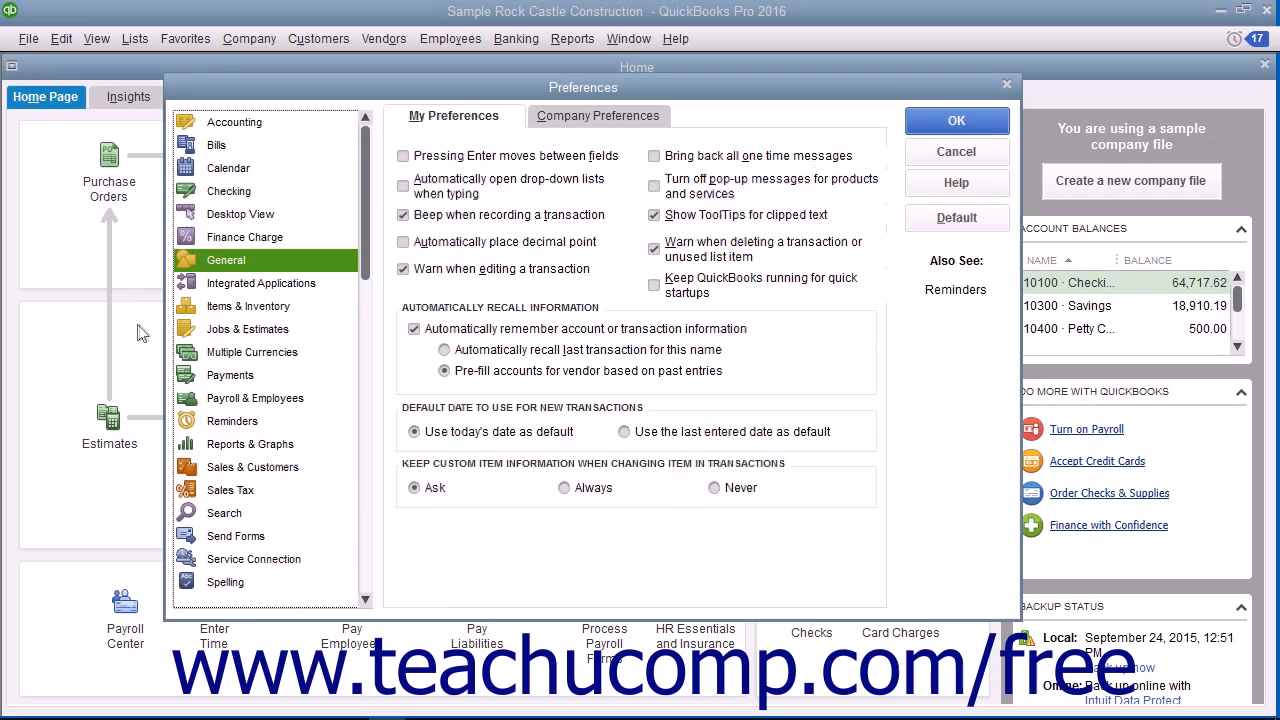 qb
Sample Rock Castle Construction - QuickBooks Pro 2016
File Edit View Lists Favorites Company Customers Vendors Employees Banking Reports Window Help
17
Home
Home Page
Insights
Purchase
Orders
Estimates
Payroll
Center
Enter
Time
Pay
Employees
Pay
Liabilities
Process
Payroll
Forms
HR Essentials
and Insurance
Checks
Card Charges
Preferences
Accounting
Bills
Calendar
Checking
Desktop View
Finance Charge
General
Integrated Applications
Items & Inventory
Jobs & Estimates
Multiple Currencies
Payments
Payroll & Employees
Reminders
Reports & Graphs
Sales & Customers
Sales Tax
Search
Send Forms
Service Connection
Abc
Spelling
My Preferences
Company Preferences
Pressing Enter moves between fields
Automatically open drop-down lists
when typing
Beep when recording a transaction
Automatically place decimal point
Warn when editing a transaction
Bring back all one time messages
Turn off pop-up messages for products
and services
Show ToolTips for clipped text
Warn when deleting a transaction or
unused list item
Keep QuickBooks running for quick
startups
AUTOMATICALLY RECALL INFORMATION
Automatically remember account or transaction information
Automatically recall last transaction for this name
Pre-fill accounts for vendor based on past entries
DEFAULT DATE TO USE FOR NEW TRANSACTIONS
Use today's date as default
Use the last entered date as default
KEEP CUSTOM ITEM INFORMATION WHEN CHANGING ITEM IN TRANSACTIONS
Ask
Always
Never
OK
Cancel
Help
Default
Also See:
Reminders
You are using a sample
company file
Create a new company file
ACCOUNT BALANCES
NAME BALANCE
10100 · Checki... 64,717.62
10300 · Savings 18,910.19
10400 · Petty C... 500.00
DO MORE WITH QUICKBOOKS
Turn on Payroll
Accept Credit Cards
Order Checks & Supplies
Finance with Confidence
BACKUP STATUS
Local: September 24, 2015, 12:51
PM
Back up now
Online: Back up online with
Intuit Data Protect
www.teachucomp.com/free